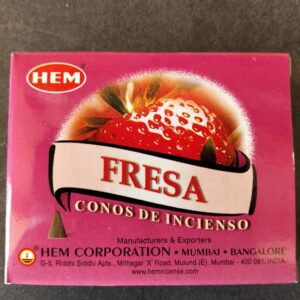 HEM
FRESA
CONOS DE INCIENSO
Manufacturers & Exporters
HEM CORPORATION • MUMBAI • BANGALORE
G-5, Riddhi Siddhi Apts., Mithagar 'X' Road, Mulund (E), Mumbai - 400 081. INDIA.
www.hemincense.com